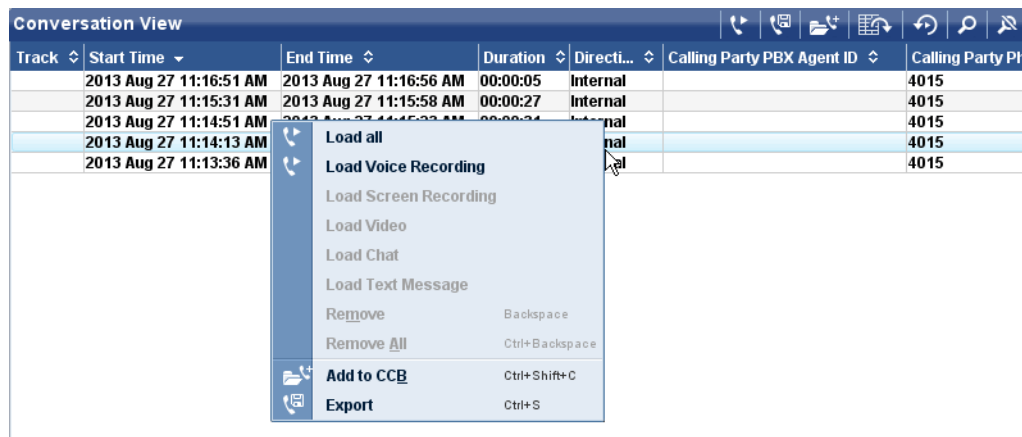 Conversation View
Track Start Time End Time Duration Directi... Calling Party PBX Agent ID Calling Party Ph
2013 Aug 27 11:16:51 AM 2013 Aug 27 11:16:56 AM 00:00:05 Internal 4015
2013 Aug 27 11:15:31 AM 2013 Aug 27 11:15:58 AM 00:00:27 Internal 4015
2013 Aug 27 11:14:51 AM 4015
2013 Aug 27 11:14:13 AM nal 4015
2013 Aug 27 11:13:36 AM 4015
Load all
Load Voice Recording
Load Screen Recording
Load Video
Load Chat
Load Text Message
Remove Backspace
Remove All Ctrl+Backspace
Add to CCB Ctrl+Shift+C
Export Ctrl+S